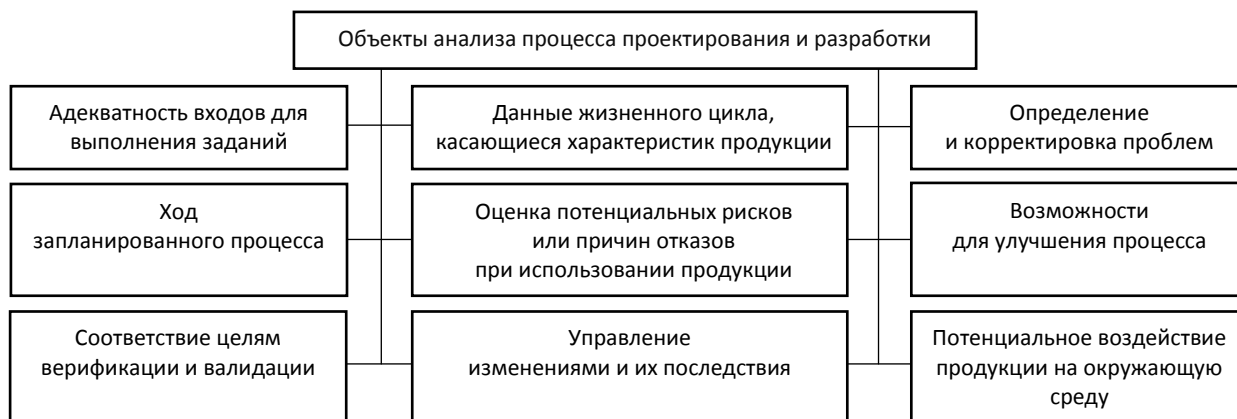 Объекты анализа процесса проектирования и разработки
Адекватность входов для
выполнения заданий
Данные жизненного цикла,
касающиеся характеристик продукции
Определение
и корректировка проблем
Ход
запланированного процесса
Оценка потенциальных рисков
или причин отказов
при использовании продукции
Возможности
для улучшения процесса
Соответствие целям
верификации и валидации
Управление
изменениями и их последствия
Потенциальное воздействие
продукции на окружающую
среду